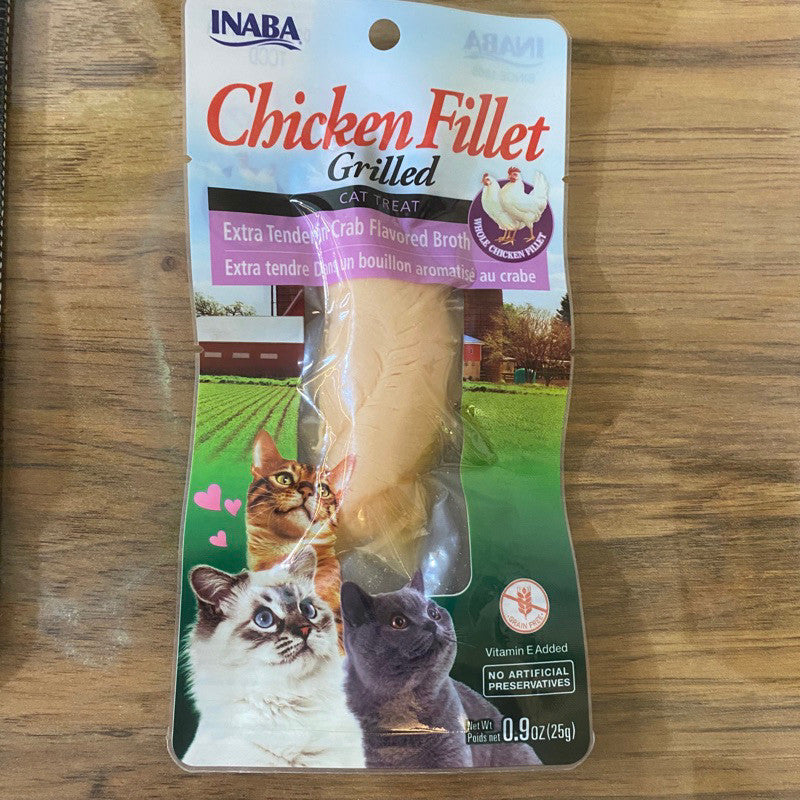 INABA
Chicken Fillet
Grilled
CAT TREAT
Extra Tender in Crab Flavored Broth
Extra tendre Dans un bouillon aromatisé au crabe
WHOLE CHICKEN FILLET
GRAIN FREE
Vitamin E Added
NO ARTIFICIAL
PRESERVATIVES
Net Wt
Poids net 0.9oz (25g)